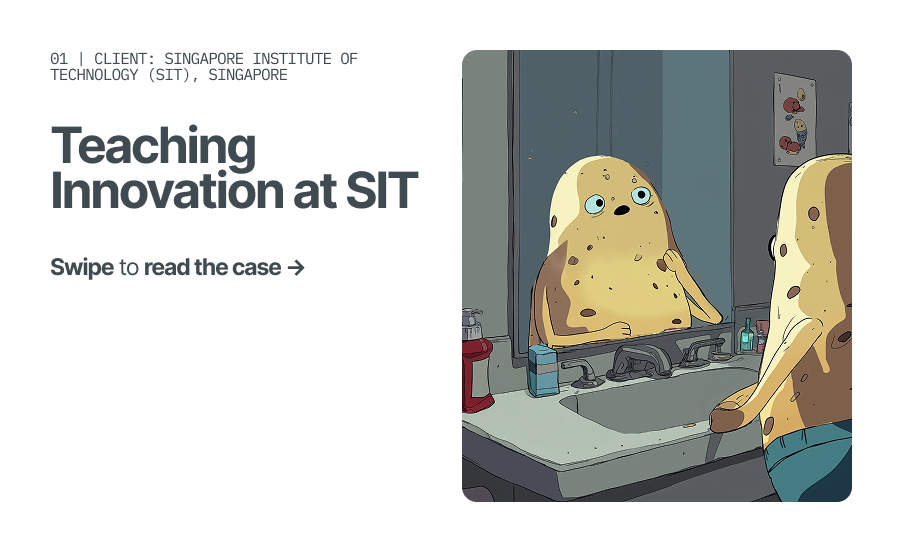 01 | CLIENT: SINGAPORE INSTITUTE OF
TECHNOLOGY (SIT), SINGAPORE
Teaching
Innovation at SIT
Swipe to read the case →